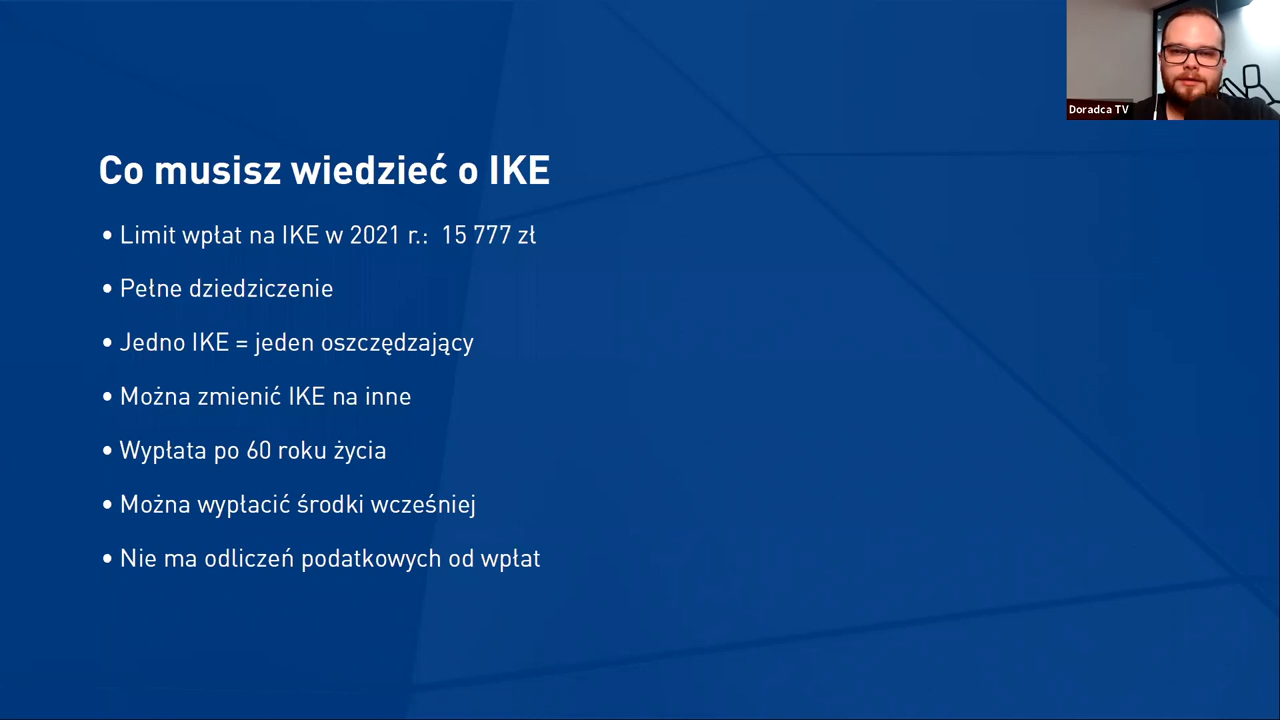 Doradca TV
Co musisz wiedzieć o IKE
• Limit wpłat na IKE w 2021 r.: 15 777 zł
• Pełne dziedziczenie
• Jedno IKE = jeden oszczędzający
• Można zmienić IKE na inne
• Wypłata po 60 roku życia
• Można wypłacić środki wcześniej
• Nie ma odliczeń podatkowych od wpłat